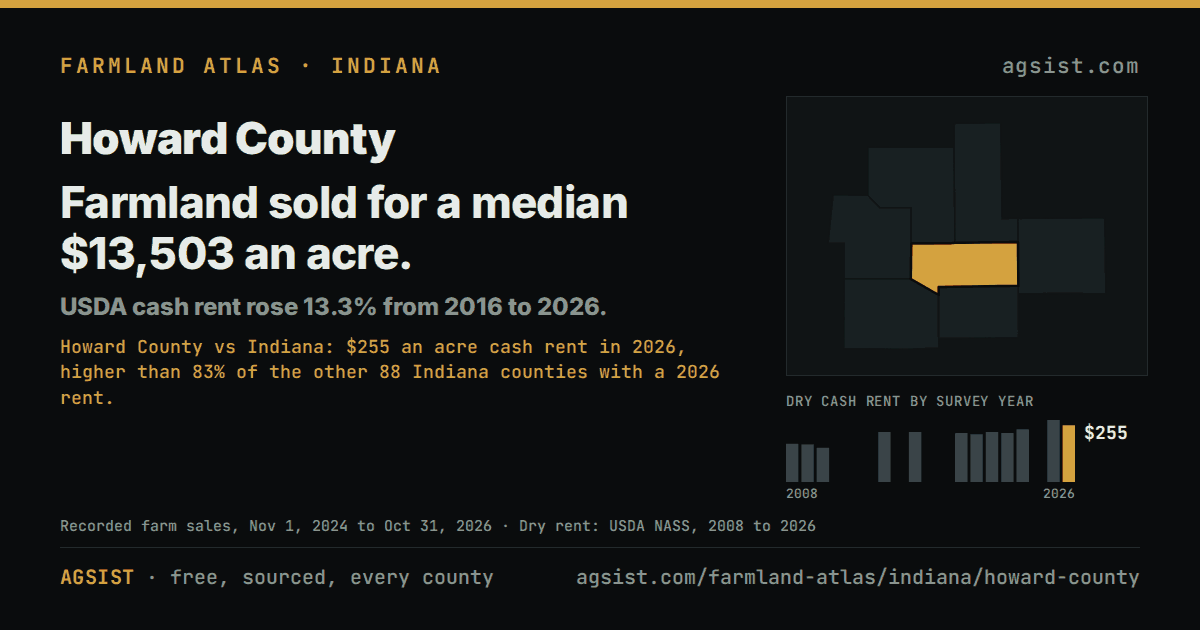 FARMLAND ATLAS · INDIANA
agsist.com
Howard County
Farmland sold for a median
$13,503 an acre.
USDA cash rent rose 13.3% from 2016 to 2026.
Howard County vs Indiana: $255 an acre cash rent in 2026,
higher than 83% of the other 88 Indiana counties with a 2026
rent.
DRY CASH RENT BY SURVEY YEAR
$255
2008
2026
Recorded farm sales, Nov 1, 2024 to Oct 31, 2026 · Dry rent: USDA NASS, 2008 to 2026
AGSIST · free, sourced, every county
agsist.com/farmland-atlas/indiana/howard-county